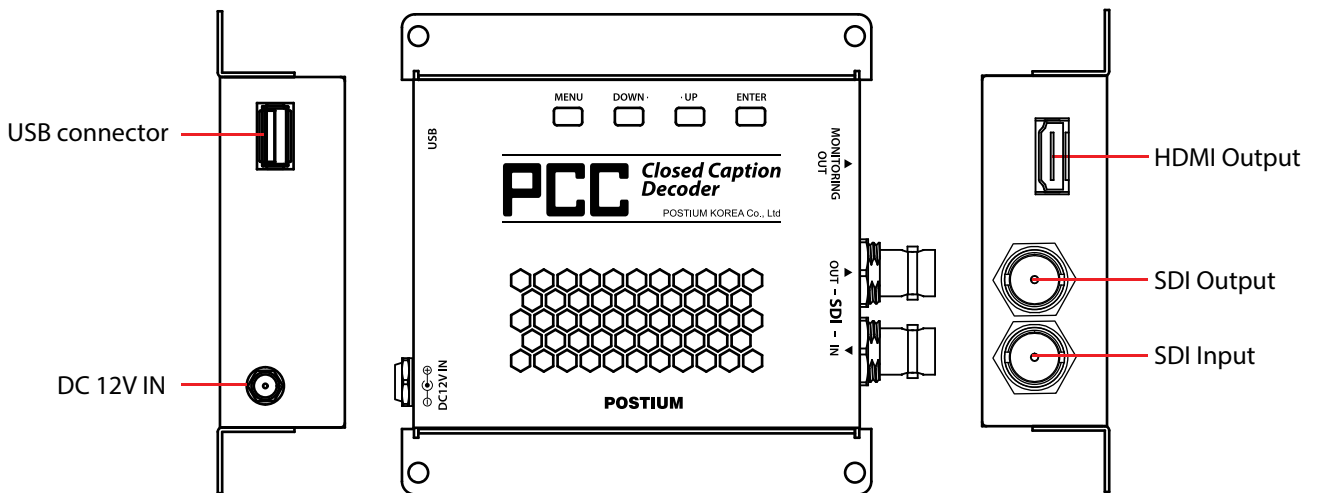 USB connector
DC 12V IN
MENU
DOWN ·
· UP
ENTER
USB
MONITORING
OUT
PCC
Closed Caption
Decoder
POSTIUM KOREA Co., Ltd
OUT - SDI - IN
DC12V IN
POSTIUM
HDMI Output
SDI Output
SDI Input